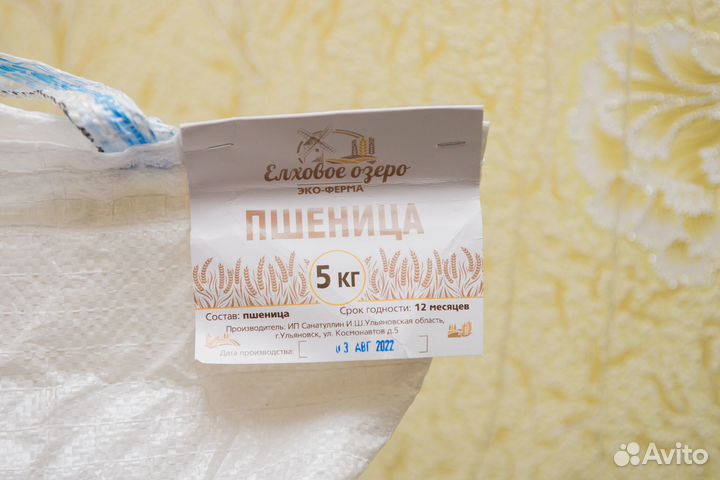 Елховое озеро
ЭКО-ФЕРМА
ПШЕНИЦА
5 КГ
Состав: пшеница Срок годности: 12 месяцев
Производитель: ИП Санатуллин И.Ш.Ульяновская область,
г.Ульяновск, ул. Космонавтов д.5
Дата производства: 03 АВГ 2022
Avito